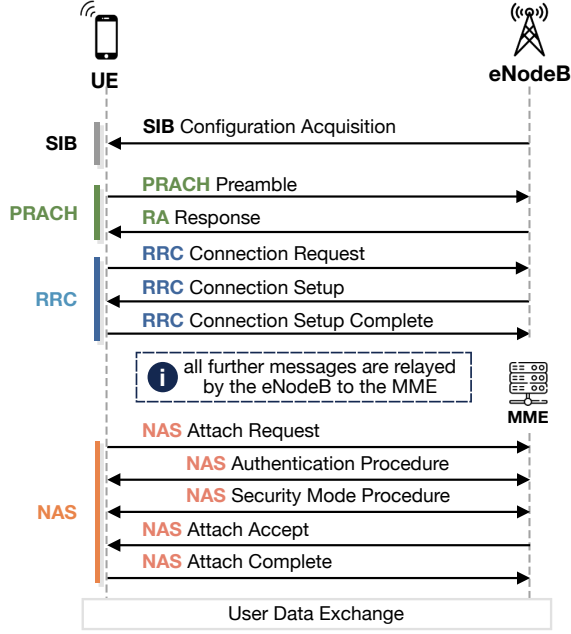 UE
eNodeB
SIB
SIB Configuration Acquisition
PRACH
PRACH Preamble
RA Response
RRC
RRC Connection Request
RRC Connection Setup
RRC Connection Setup Complete
i
all further messages are relayed
by the eNodeB to the MME
MME
NAS
NAS Attach Request
NAS Authentication Procedure
NAS Security Mode Procedure
NAS Attach Accept
NAS Attach Complete
User Data Exchange